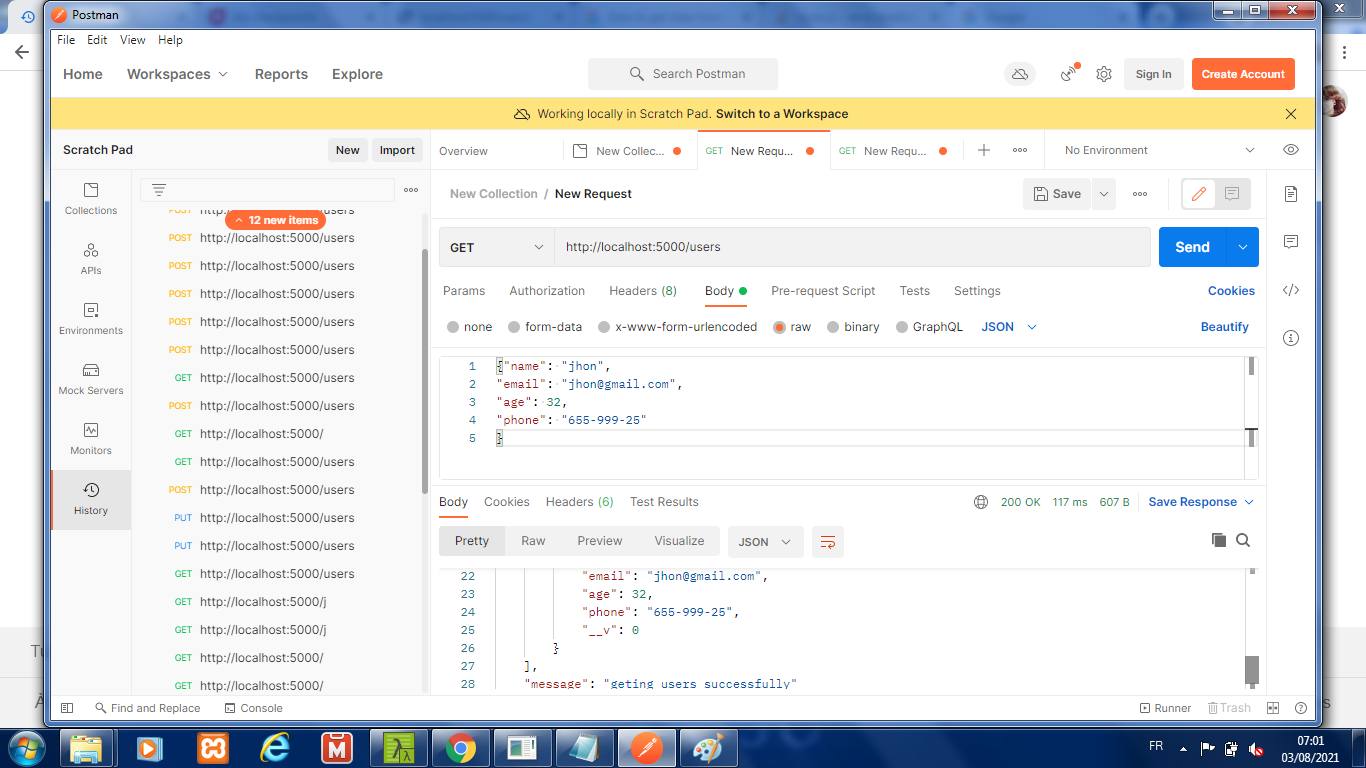 Postman
File Edit View Help
Home Workspaces Reports Explore Search Postman Sign In Create Account
Working locally in Scratch Pad. Switch to a Workspace
Scratch Pad New Import
Overview New Collec... GET New Requ... GET New Requ... No Environment
Collections
APIs
Environments
Mock Servers
Monitors
History
POST http://localhost:5000/users
12 new items
POST http://localhost:5000/users
POST http://localhost:5000/users
POST http://localhost:5000/users
POST http://localhost:5000/users
POST http://localhost:5000/users
GET http://localhost:5000/users
POST http://localhost:5000/users
GET http://localhost:5000/
GET http://localhost:5000/users
POST http://localhost:5000/users
PUT http://localhost:5000/users
PUT http://localhost:5000/users
GET http://localhost:5000/users
GET http://localhost:5000/j
GET http://localhost:5000/j
GET http://localhost:5000/
GET http://localhost:5000/
New Collection / New Request Save
GET http://localhost:5000/users Send
Params Authorization Headers (8) Body Pre-request Script Tests Settings Cookies
none form-data x-www-form-urlencoded raw binary GraphQL JSON Beautify
1 {"name": "jhon",
2 "email": "jhon@gmail.com",
3 "age": 32,
4 "phone": "655-999-25"
5 }
Body Cookies Headers (6) Test Results 200 OK 117 ms 607 B Save Response
Pretty Raw Preview Visualize JSON
22 "email": "jhon@gmail.com",
23 "age": 32,
24 "phone": "655-999-25",
25 "__v": 0
26 }
27 ],
28 "message": "geting users successfully"
Find and Replace Console Runner Trash
FR 07:01
03/08/2021